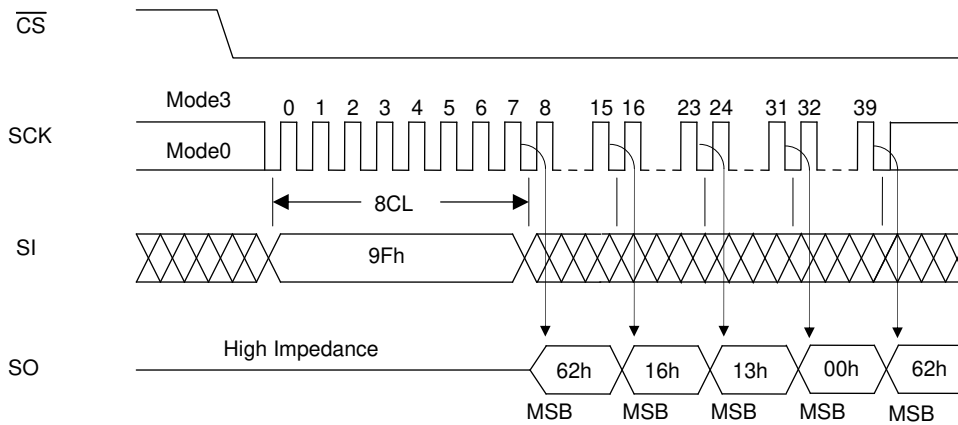 CS
Mode3
0 1 2 3 4 5 6 7 8 15 16 23 24 31 32 39
SCK
Mode0
8CL
SI
9Fh
High Impedance
SO
62h 16h 13h 00h 62h
MSB MSB MSB MSB MSB